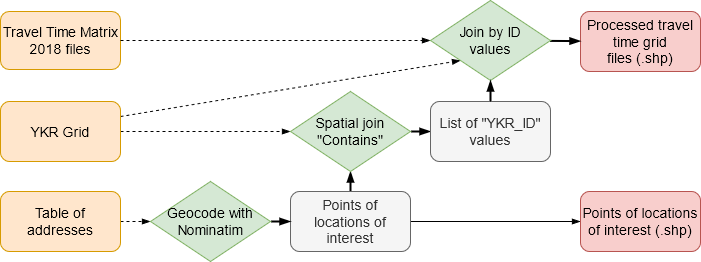 Travel Time Matrix
2018 files
Join by ID
values
Processed travel
time grid
files (.shp)
YKR Grid
Spatial join
"Contains"
List of "YKR_ID"
values
Table of
addresses
Geocode with
Nominatim
Points of
locations of
interest
Points of locations
of interest (.shp)